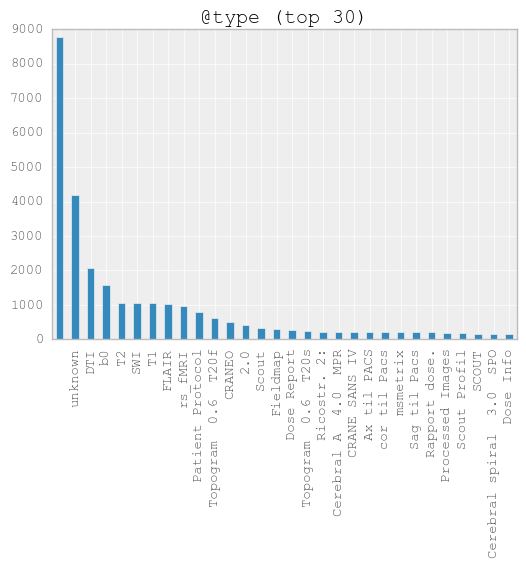 @type (top 30)
9000
8000
7000
6000
5000
4000
3000
2000
1000
0
unknown
DTI
b0
T2
SWI
T1
FLAIR
rs_fMRI
Patient Protocol
Topogram 0.6 T20f
CRANEO
2.0
Scout
Fieldmap
Dose Report
Topogram 0.6 T20s
Ricostr. 2:
Cerebral A 4.0 MPR
CRANE SANS IV
Ax til PACS
cor til Pacs
msmetrix
Sag til Pacs
Rapport dose.
Processed Images
Scout Profil
SCOUT
Cerebral spiral 3.0 SPO
Dose Info